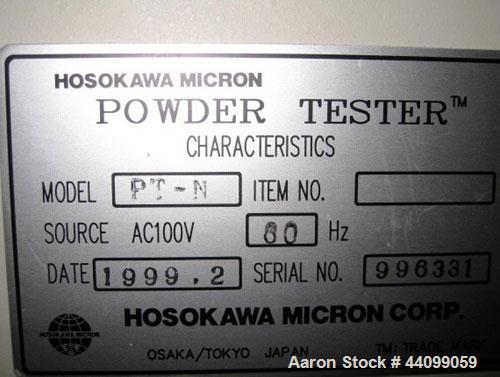 HOSOKAWA MICRON
POWDER TESTER™
CHARACTERISTICS
MODEL PT-N ITEM NO.
SOURCE AC100V 60 Hz
DATE 1999.2 SERIAL NO. 996331
HOSOKAWA MICRON CORP.
HOSOKAWA MICRON
OSAKA/TOKYO JAPAN TM: TRADE MARK
Aaron Stock # 44099059